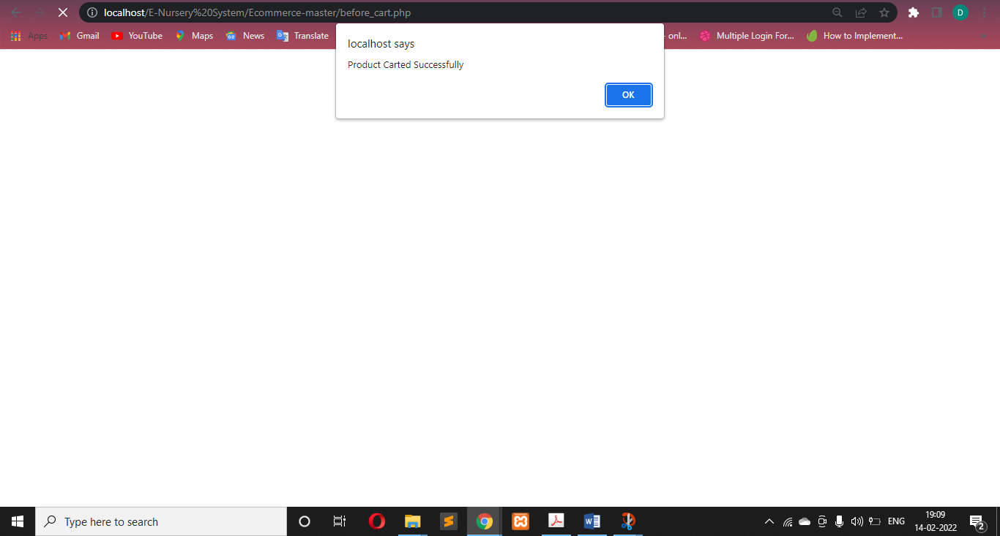 localhost/E-Nursery%20System/Ecommerce-master/before_cart.php
D
Apps Gmail YouTube Maps News Translate onl... Multiple Login For... How to Implement...
localhost says
Product Carted Successfully
OK
Type here to search
ENG
19:09
14-02-2022
2